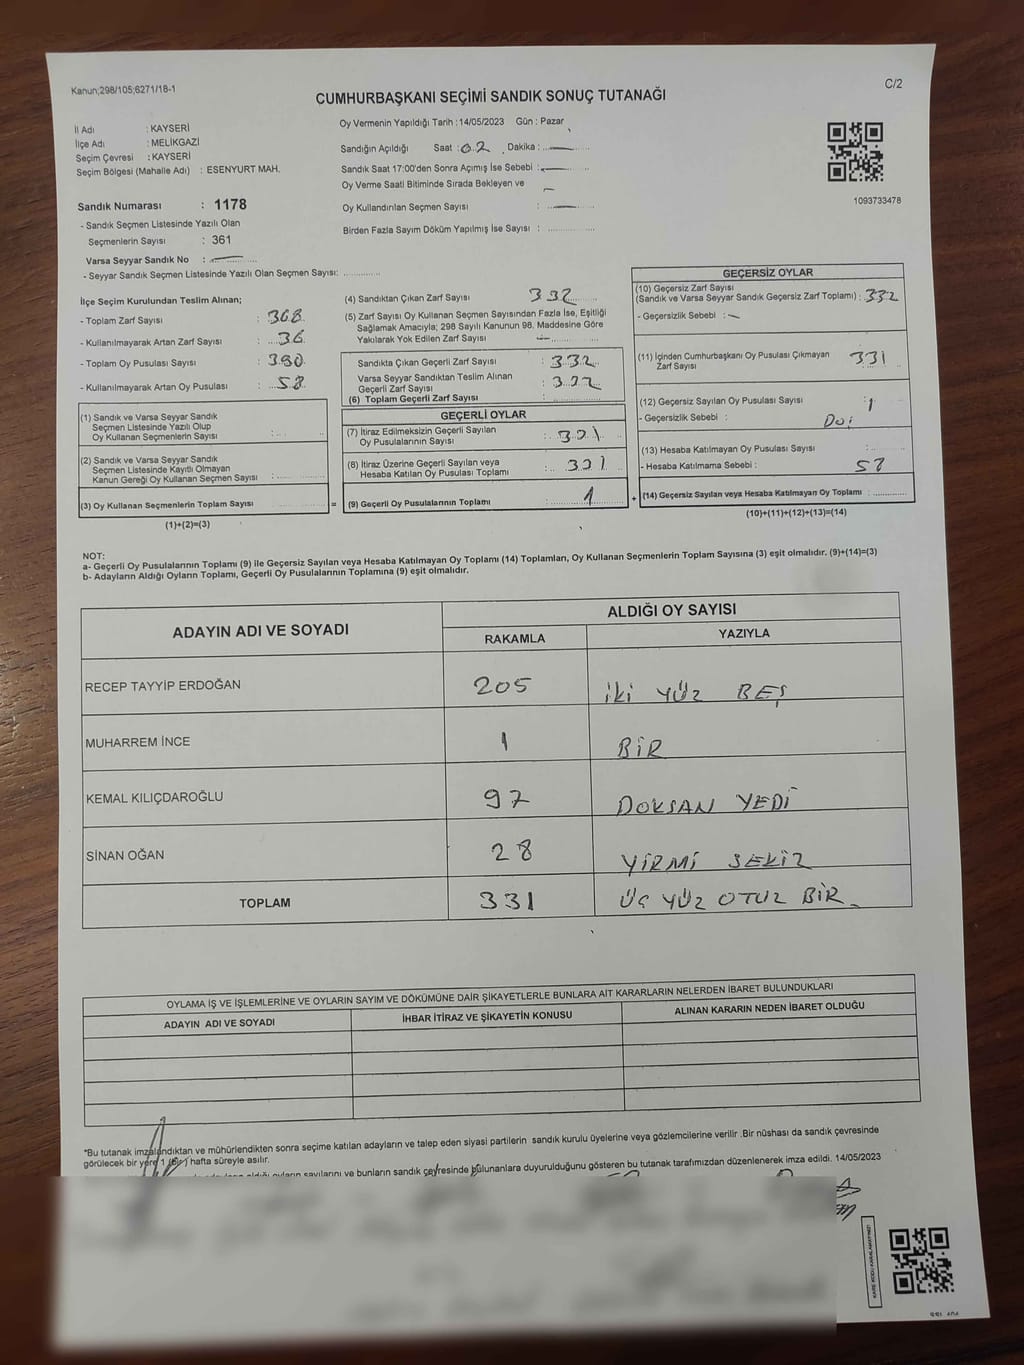 Kanun;298/105;6271/18-1
C/2
CUMHURBAŞKANI SEÇİMİ SANDIK SONUÇ TUTANAĞI
İl Adı : KAYSERİ
İlçe Adı : MELİKGAZİ
Seçim Çevresi : KAYSERİ
Seçim Bölgesi (Mahalle Adı) : ESENYURT MAH.
Sandık Numarası : 1178
- Sandık Seçmen Listesinde Yazılı Olan
Seçmenlerin Sayısı : 361
Varsa Seyyar Sandık No :
- Seyyar Sandık Seçmen Listesinde Yazılı Olan Seçmen Sayısı:
Oy Vermenin Yapıldığı Tarih : 14/05/2023 Gün : Pazar
Sandığın Açıldığı Saat : 02 Dakika :
Sandık Saat 17:00'den Sonra Açımış İse Sebebi :
Oy Verme Saati Bitiminde Sırada Bekleyen ve
Oy Kullandırılan Seçmen Sayısı :
Birden Fazla Sayım Döküm Yapılmış İse Sayısı :
1093733478
İlçe Seçim Kurulundan Teslim Alınan;
- Toplam Zarf Sayısı : 368
- Kullanılmayarak Artan Zarf Sayısı : 36
- Toplam Oy Pusulası Sayısı : 390
- Kullanılmayarak Artan Oy Pusulası : 58
(1) Sandık ve Varsa Seyyar Sandık
Seçmen Listesinde Yazılı Olup
Oy Kullanan Seçmenlerin Sayısı :
(2) Sandık ve Varsa Seyyar Sandık
Seçmen Listesinde Kayıtlı Olmayan
Kanun Gereği Oy Kullanan Seçmen Sayısı :
(3) Oy Kullanan Seçmenlerin Toplam Sayısı =
(1)+(2)=(3)
(4) Sandıktan Çıkan Zarf Sayısı 332
(5) Zarf Sayısı Oy Kullanan Seçmen Sayısından Fazla İse, Eşitliği
Sağlamak Amacıyla; 298 Sayılı Kanunun 98. Maddesine Göre
Yakılarak Yok Edilen Zarf Sayısı
Sandıkta Çıkan Geçerli Zarf Sayısı : 332
Varsa Seyyar Sandıktan Teslim Alınan
Geçerli Zarf Sayısı :
(6) Toplam Geçerli Zarf Sayısı
GEÇERLİ OYLAR
(7) İtiraz Edilmeksizin Geçerli Sayılan
Oy Pusulalarının Sayısı :
(8) İtiraz Üzerine Geçerli Sayılan veya
Hesaba Katılan Oy Pusulası Toplamı :
(9) Geçerli Oy Pusulalarının Toplamı : 1 +
GEÇERSİZ OYLAR
(10) Geçersiz Zarf Sayısı
(Sandık ve Varsa Seyyar Sandık Geçersiz Zarf Toplamı) : 332
- Geçersizlik Sebebi :
(11) İçinden Cumhurbaşkanı Oy Pusulası Çıkmayan
Zarf Sayısı 331
(12) Geçersiz Sayılan Oy Pusulası Sayısı : 1
- Geçersizlik Sebebi :
(13) Hesaba Katılmayan Oy Pusulası Sayısı :
- Hesaba Katılmama Sebebi : 58
(14) Geçersiz Sayılan veya Hesaba Katılmayan Oy Toplamı :
(10)+(11)+(12)+(13)=(14)
NOT:
a- Geçerli Oy Pusulalarının Toplamı (9) ile Geçersiz Sayılan veya Hesaba Katılmayan Oy Toplamı (14) Toplamları, Oy Kullanan Seçmenlerin Toplam Sayısına (3) eşit olmalıdır. (9)+(14)=(3)
b- Adayların Aldığı Oyların Toplamı, Geçerli Oy Pusulalarının Toplamına (9) eşit olmalıdır.
ADAYIN ADI VE SOYADI ALDIĞI OY SAYISI
RAKAMLA YAZIYLA
RECEP TAYYİP ERDOĞAN 205 İKİ YÜZ BEŞ
MUHARREM İNCE 1 BİR
KEMAL KILIÇDAROĞLU 97 DOKSAN YEDİ
SİNAN OĞAN 28 YİRMİ SEKİZ
TOPLAM 331 ÜÇ YÜZ OTUZ BİR
OYLAMA İŞ VE İŞLEMLERİNE VE OYLARIN SAYIM VE DÖKÜMÜNE DAİR ŞİKAYETLERLE BUNLARA AİT KARARLARIN NELERDEN İBARET BULUNDUKLARI
ADAYIN ADI VE SOYADI İHBAR İTİRAZ VE ŞİKAYETİN KONUSU ALINAN KARARIN NEDEN İBARET OLDUĞU
*Bu tutanak imzalandıktan ve mühürlendikten sonra seçime katılan adayların ve talep eden siyasi partilerin sandık kurulu üyelerine veya gözlemcilerine verilir .Bir nüshası da sandık çevresinde
görülecek bir yere 1 (Bir) hafta süreyle asılır.
oyların sayılarını ve bunların sandık çevresinde bulunanlara duyurulduğunu gösteren bu tutanak tarafımızdan düzenlenerek imza edildi. 14/05/2023